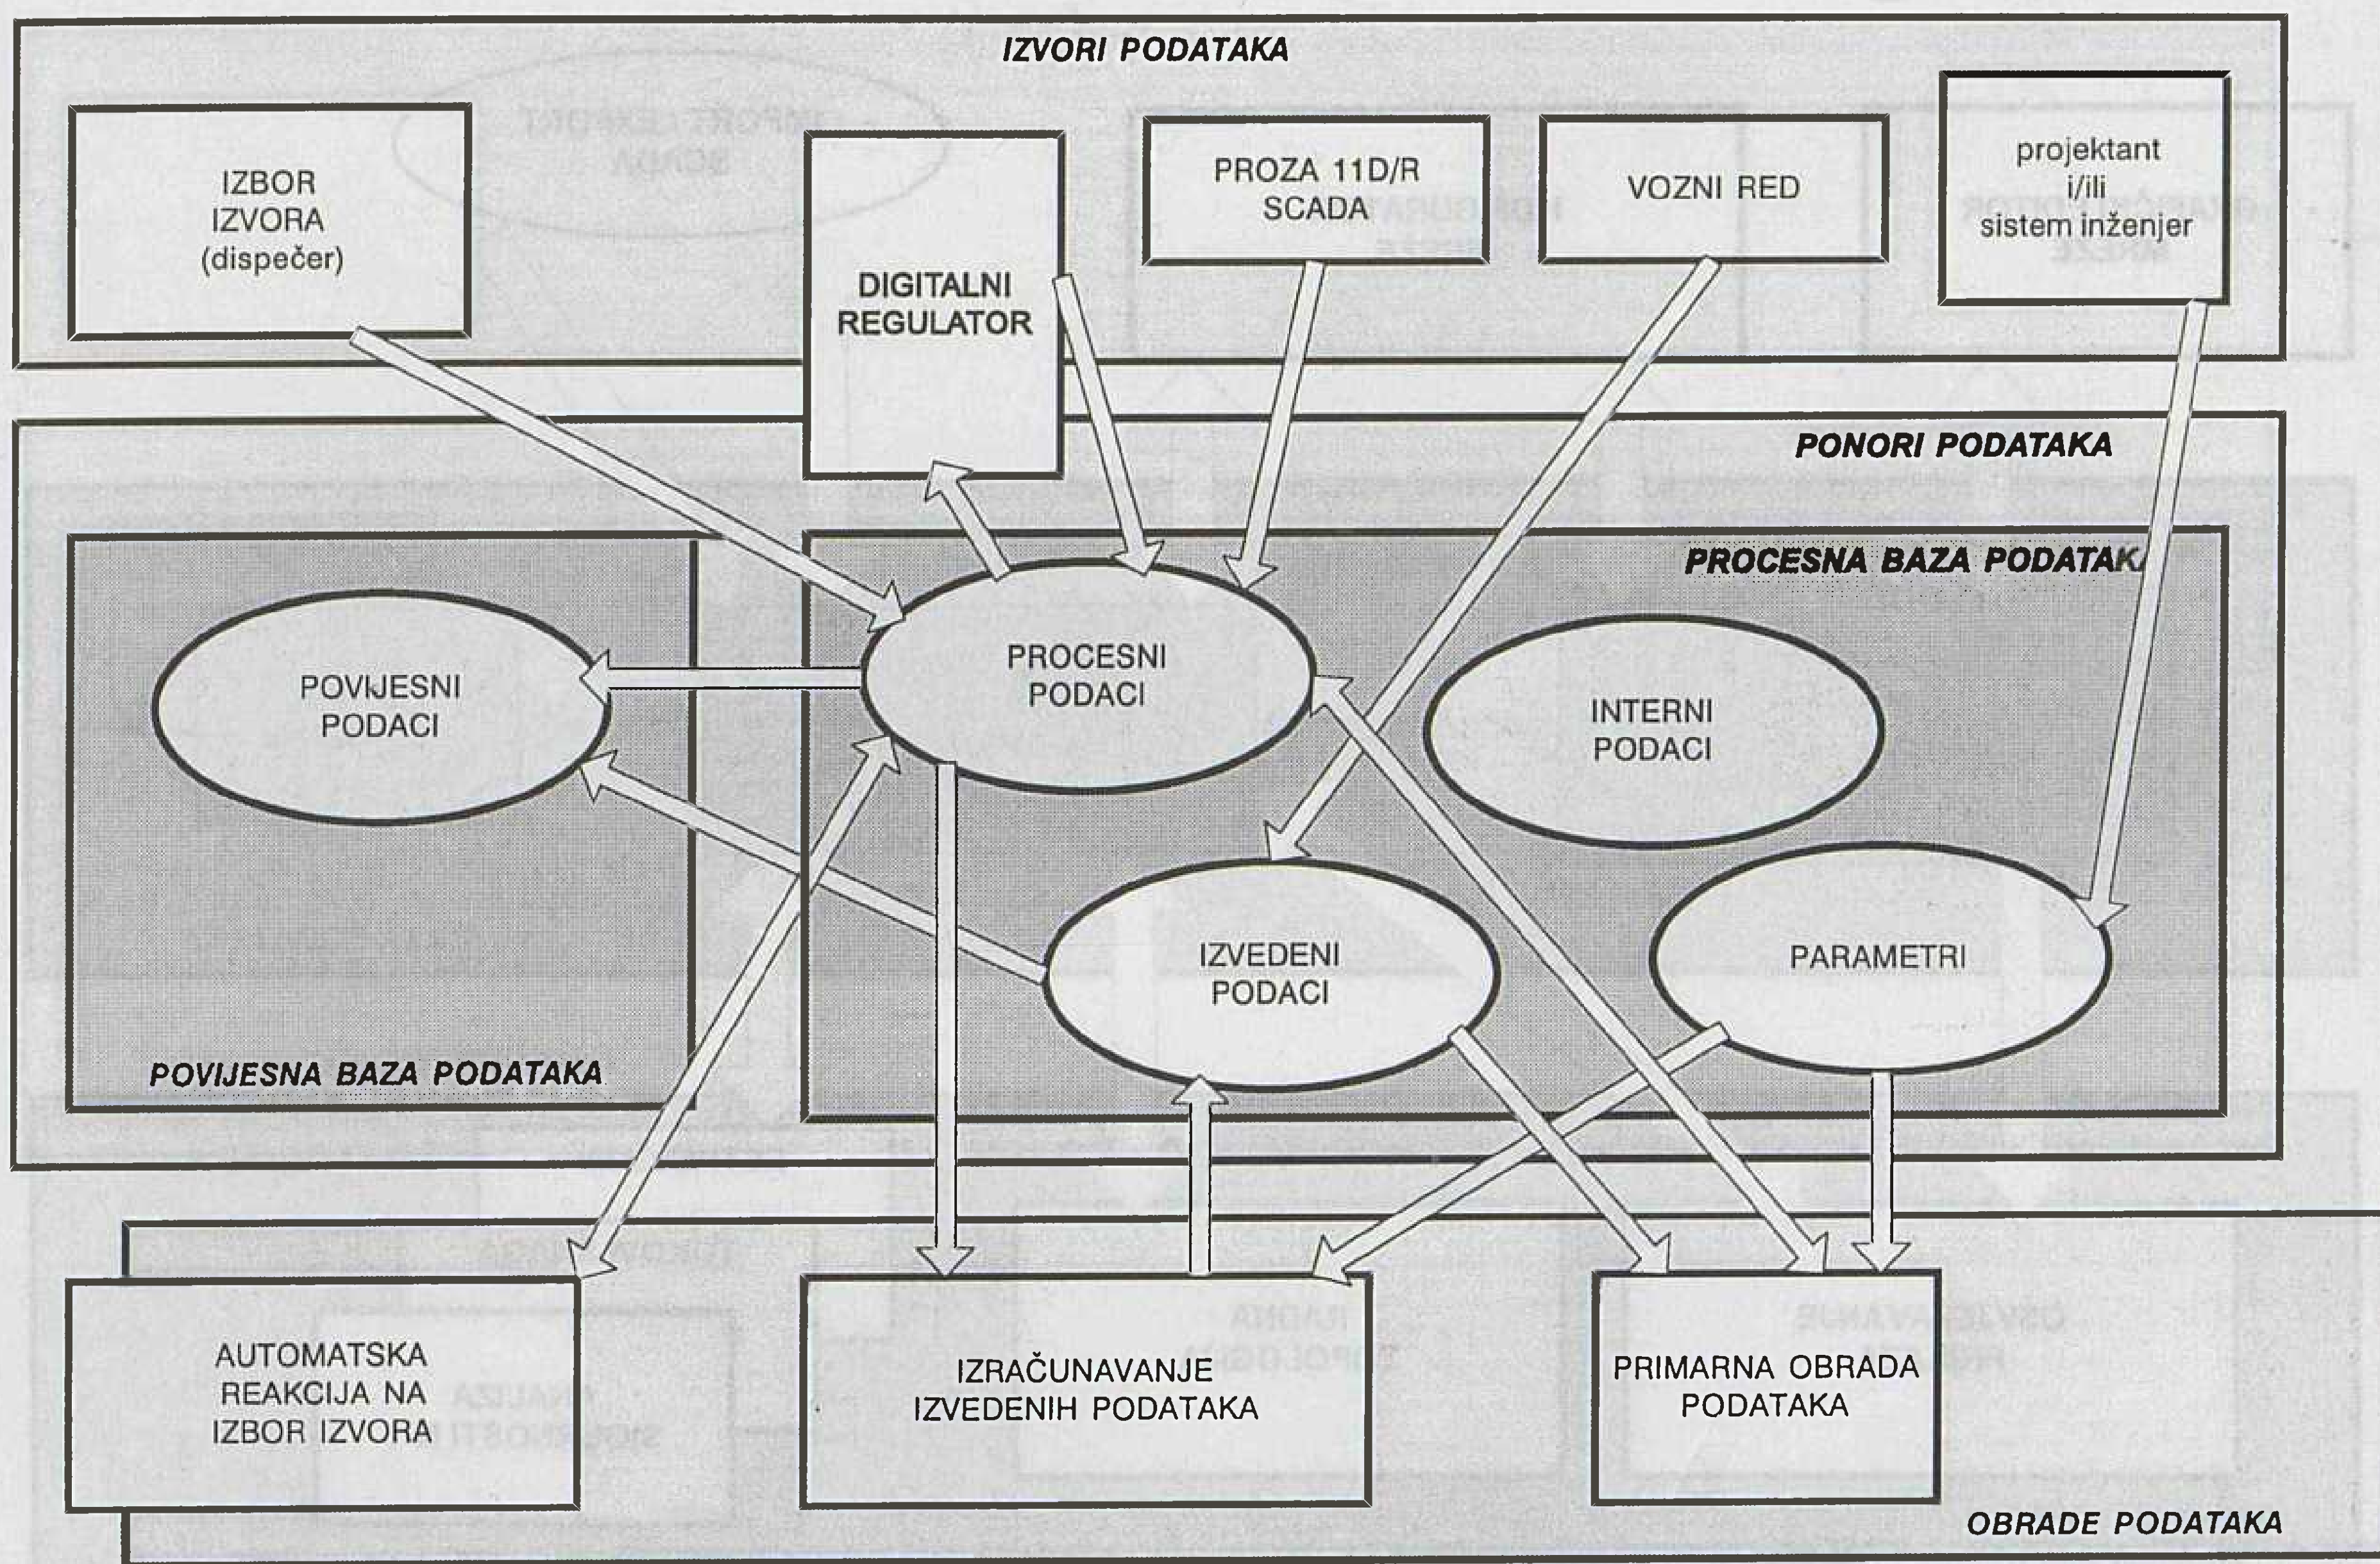 IZVORI PODATAKA
IZBOR
IZVORA
(dispečer)
DIGITALNI
REGULATOR
PROZA 11D/R
SCADA
VOZNI RED
projektant
i/ili
sistem inženjer
PONORI PODATAKA
PROCESNA BAZA PODATAKA
POVIJESNI
PODACI
PROCESNI
PODACI
INTERNI
PODACI
IZVEDENI
PODACI
PARAMETRI
POVIJESNA BAZA PODATAKA
AUTOMATSKA
REAKCIJA NA
IZBOR IZVORA
IZRAČUNAVANJE
IZVEDENIH PODATAKA
PRIMARNA OBRADA
PODATAKA
OBRADE PODATAKA